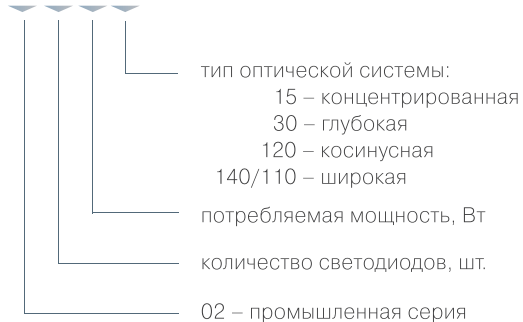 тип оптической системы:
15 – концентрированная
30 – глубокая
120 – косинусная
140/110 – широкая
потребляемая мощность, Вт
количество светодиодов, шт.
02 – промышленная серия